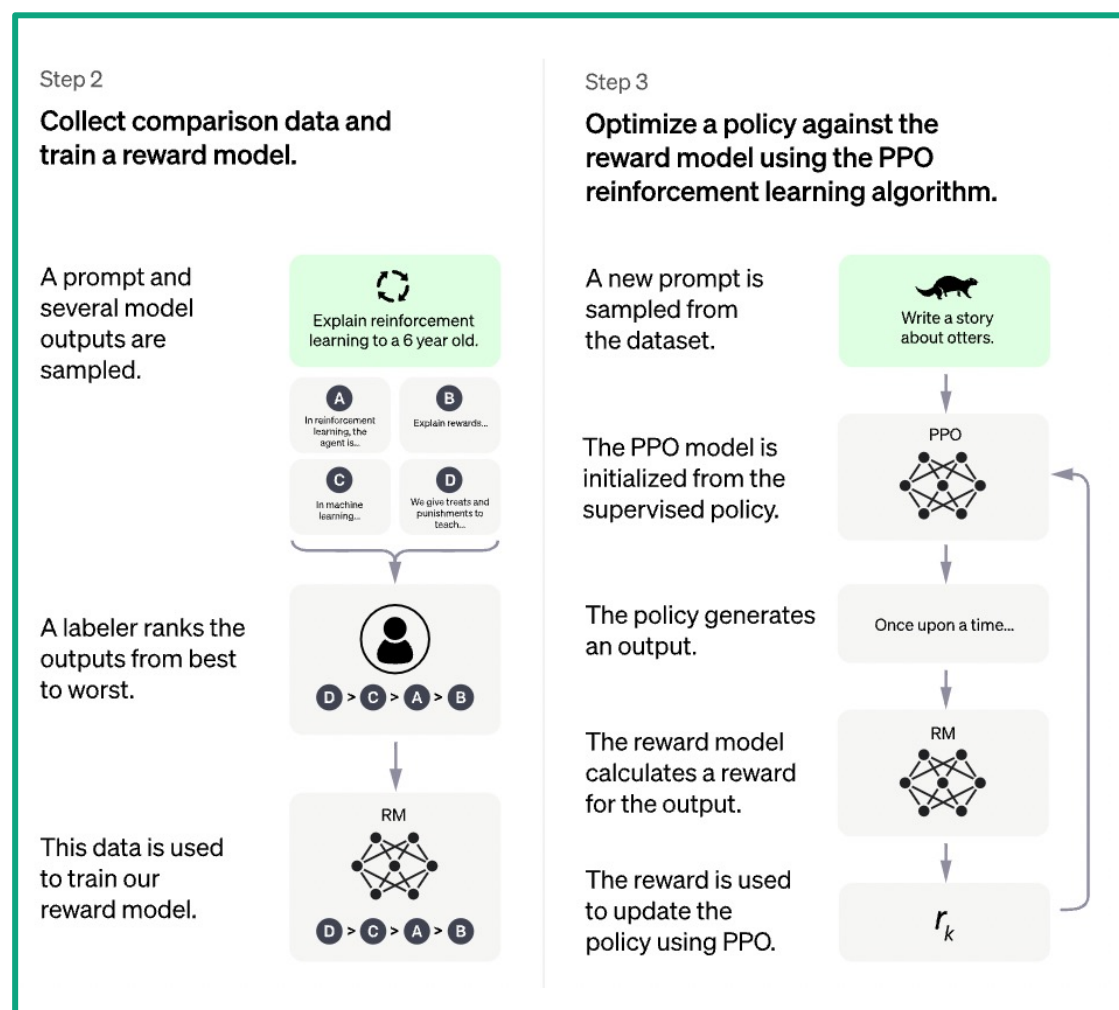 Step 2
Collect comparison data and
train a reward model.
A prompt and
several model
outputs are
sampled.
Explain reinforcement
learning to a 6 year old.
A
In reinforcement
learning, the
agent is...
B
Explain rewards...
C
In machine
learning...
D
We give treats and
punishments to
teach...
A labeler ranks the
outputs from best
to worst.
D > C > A > B
This data is used
to train our
reward model.
RM
D > C > A > B
Step 3
Optimize a policy against the
reward model using the PPO
reinforcement learning algorithm.
A new prompt is
sampled from
the dataset.
Write a story
about otters.
The PPO model is
initialized from the
supervised policy.
PPO
The policy generates
an output.
Once upon a time...
The reward model
calculates a reward
for the output.
RM
The reward is used
to update the
policy using PPO.
rₖ